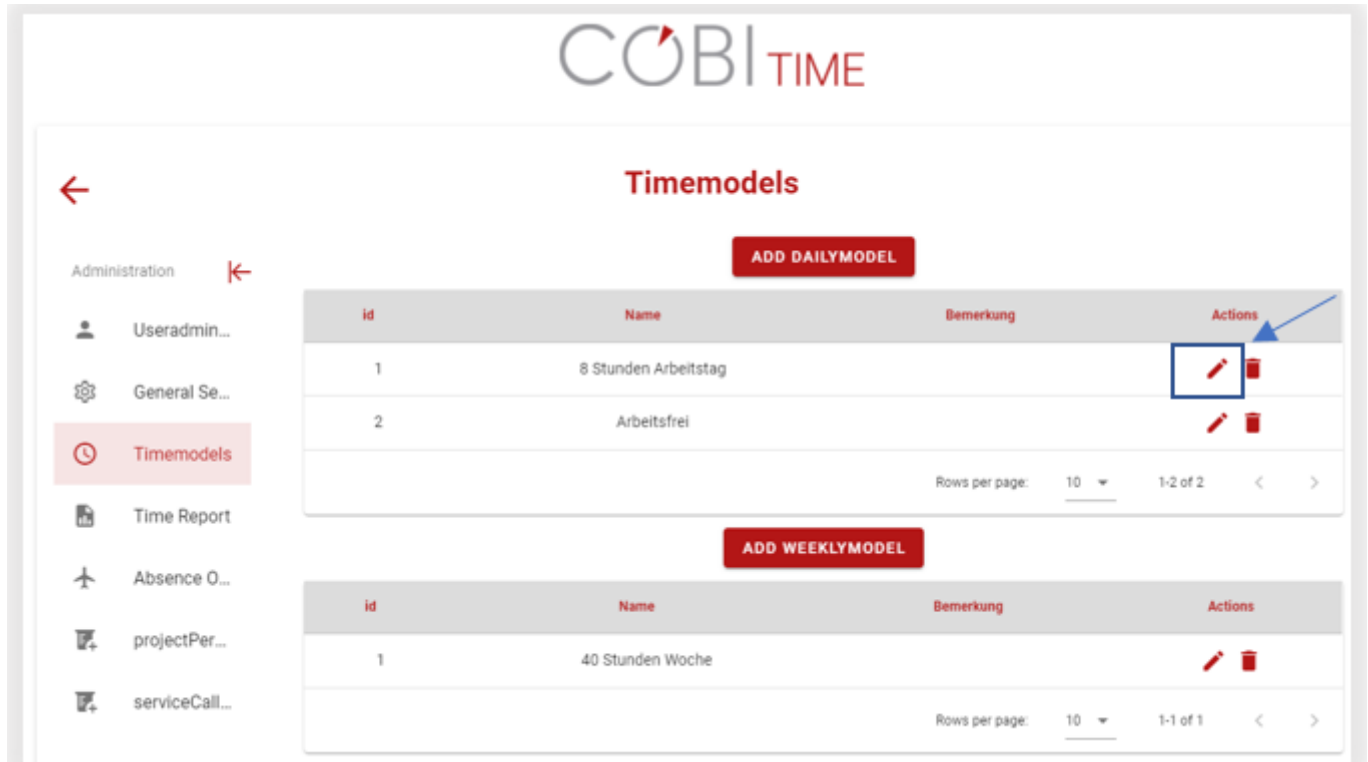 COBI TIME
Timemodels
ADD DAILYMODEL
Administration
id Name Bemerkung Actions
Useradmin...
1 8 Stunden Arbeitstag
General Se...
2 Arbeitsfrei
Timemodels
Rows per page: 10 1-2 of 2
Time Report
ADD WEEKLYMODEL
Absence O...
id Name Bemerkung Actions
projectPer...
1 40 Stunden Woche
serviceCall...
Rows per page: 10 1-1 of 1